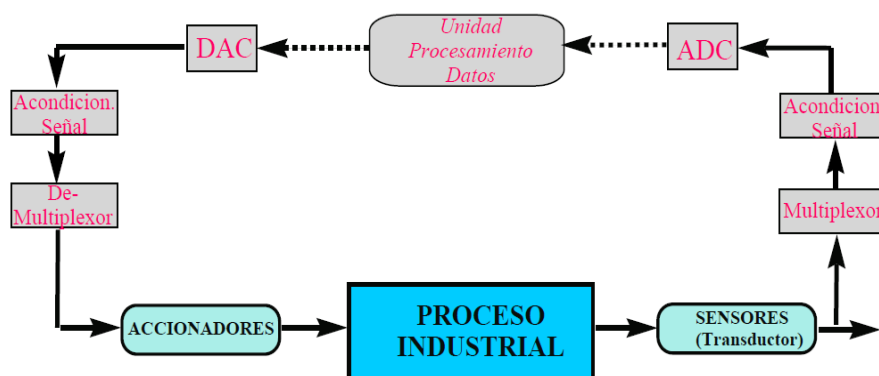 DAC
Unidad
Procesamiento
Datos
ADC
Acondicion.
Señal
Acondicion.
Señal
De-
Multiplexor
Multiplexor
ACCIONADORES
PROCESO
INDUSTRIAL
SENSORES
(Transductor)